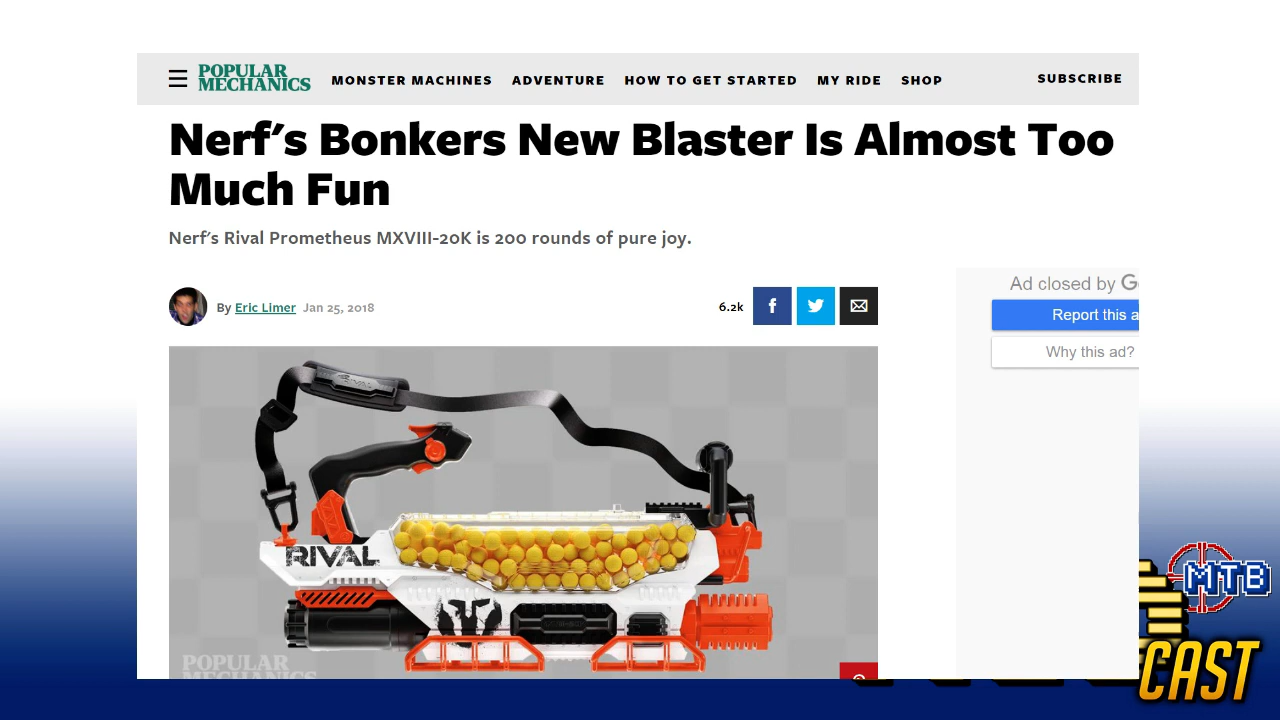 POPULAR
MECHANICS
MONSTER MACHINES
ADVENTURE
HOW TO GET STARTED
MY RIDE
SHOP
SUBSCRIBE
Nerf's Bonkers New Blaster Is Almost Too
Much Fun
Nerf's Rival Prometheus MXVIII-20K is 200 rounds of pure joy.
By Eric Limer Jan 25, 2018
6.2k
Ad closed by G
Report this a
Why this ad?
RIVAL
POPULAR
MECHANICS
MTB
CAST